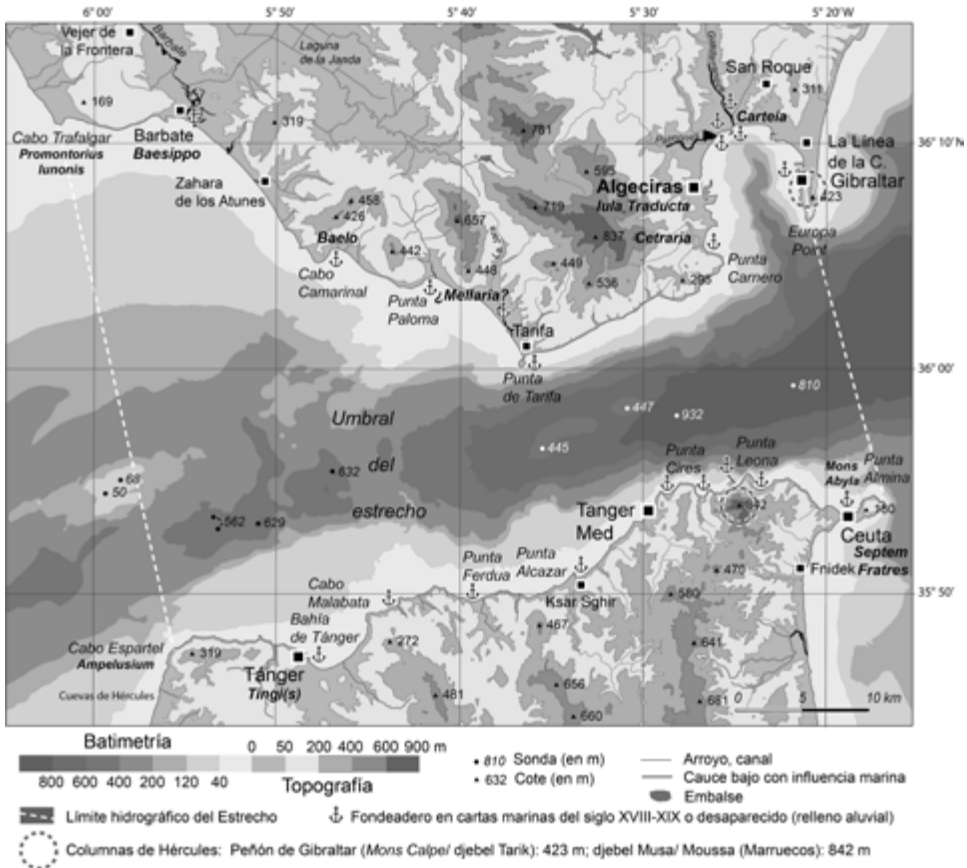 6° 00'
5° 50'
5° 40'
5° 30'
5° 20'W
Vejer de
la Frontera
Barbate
Laguna
de la Janda
San Roque
311
169
319
781
Carteia
Cabo Trafalgar
Promontorius
Iunonis
Barbate
Baesippo
La Línea
de la C.
36° 10'N
Zahara
de los Atunes
595
Algeciras
Iula Traducta
Gibraltar
423
458
426
657
719
837
Cetraria
Europa
Point
Baelo
442
449
448
536
295
Punta
Carnero
Cabo
Camarinal
Punta
Paloma
¿Mellaria?
Tarifa
Punta
de Tarifa
36° 00'
810
447
932
445
Umbral
del
estrecho
632
68
50
562
629
Punta
Cires
Punta
Leona
Mons
Abyla
Punta
Almina
Tanger
Med
842
160
Ceuta
Septem
Fratres
Fnidek
Punta
Ferdua
Punta
Alcazar
Ksar Sghir
470
580
35° 50'
Cabo
Malabata
Bahía
de Tánger
272
467
641
Cabo Espartel
Ampelusium
319
Cuevas de Hércules
Tánger
Tingi(s)
481
656
660
681
0 5 10 km
Batimetría
0 50 200 400 600 900 m
800 600 400 200 120 40
Topografía
810 Sonda (en m)
632 Cote (en m)
Arroyo, canal
Cauce bajo con influencia marina
Embalse
Límite hidrográfico del Estrecho
Fondeadero en cartas marinas del siglo XVIII-XIX o desaparecido (relleno aluvial)
Columnas de Hércules: Peñón de Gibraltar (Mons Calpe/ djebel Tarik): 423 m; djebel Musa/ Moussa (Marruecos): 842 m